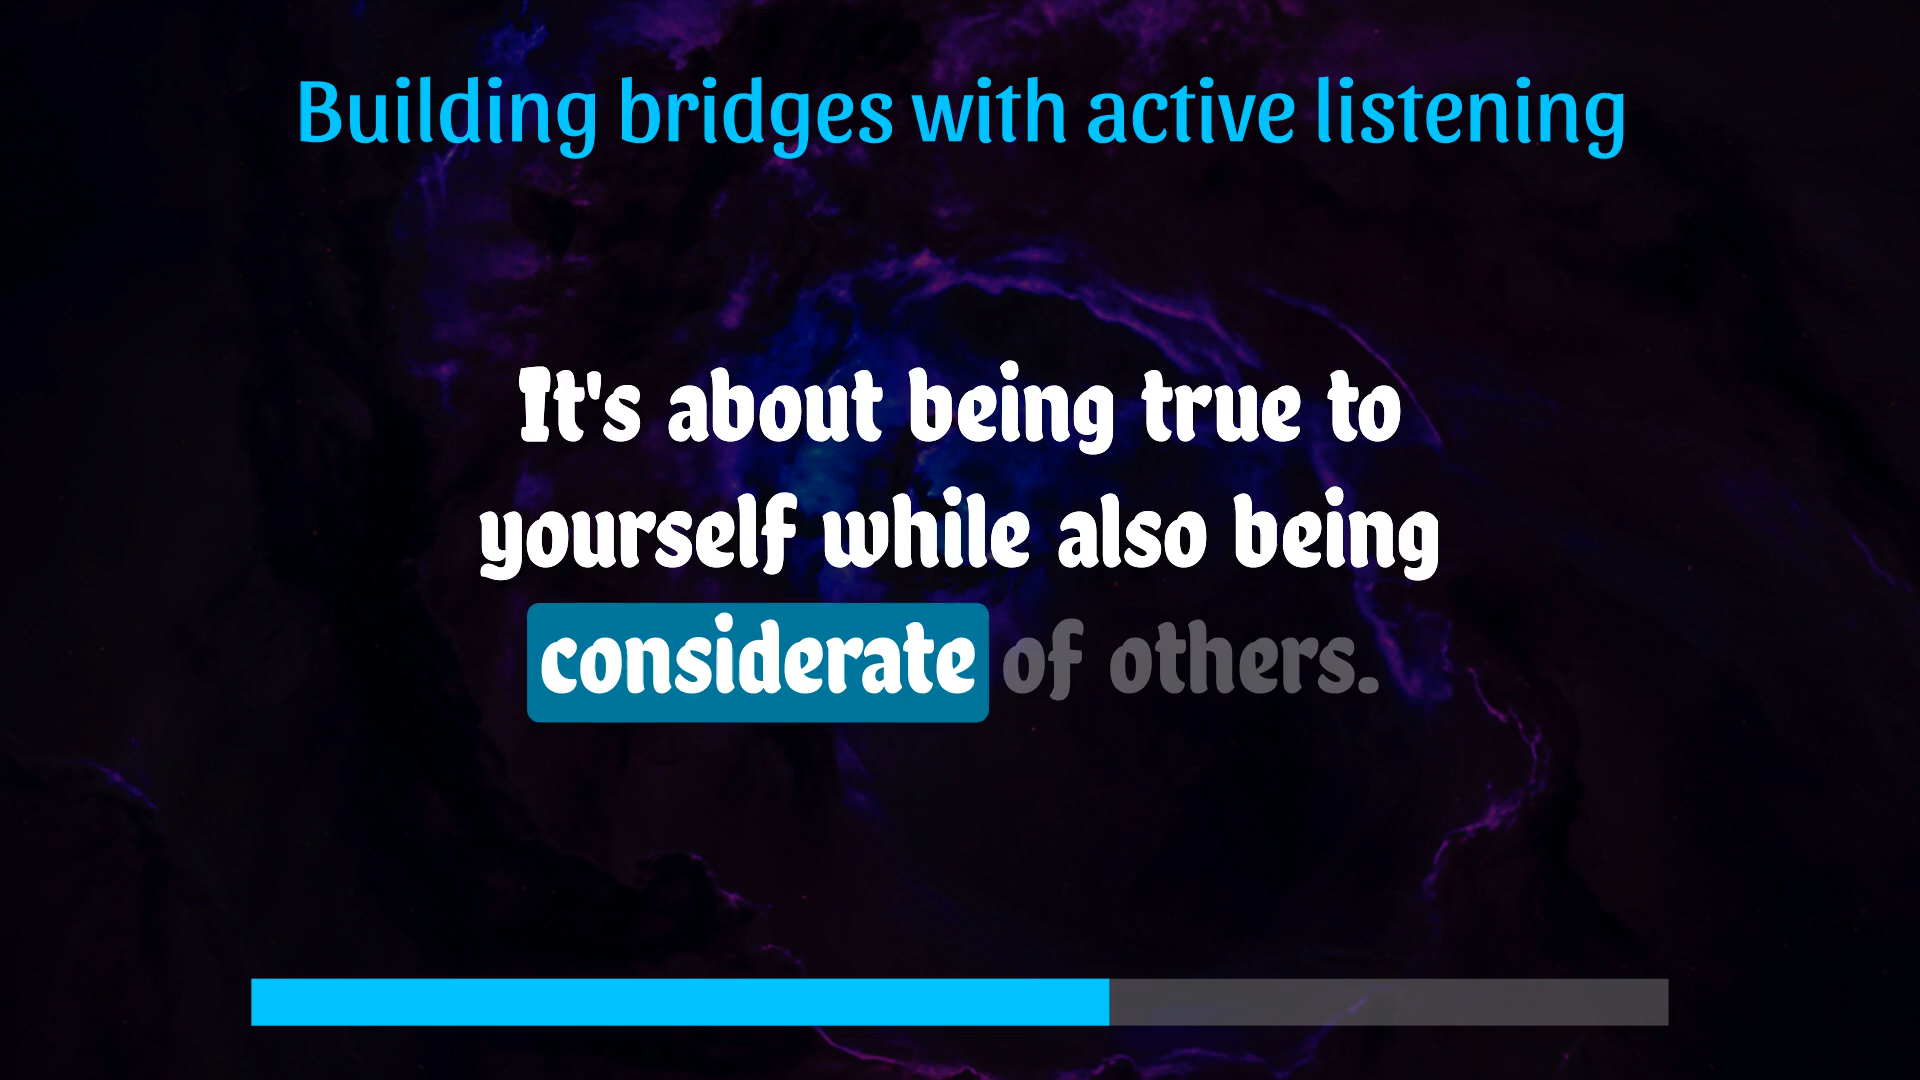 Building bridges with active listening
It's about being true to
yourself while also being
considerate of others.